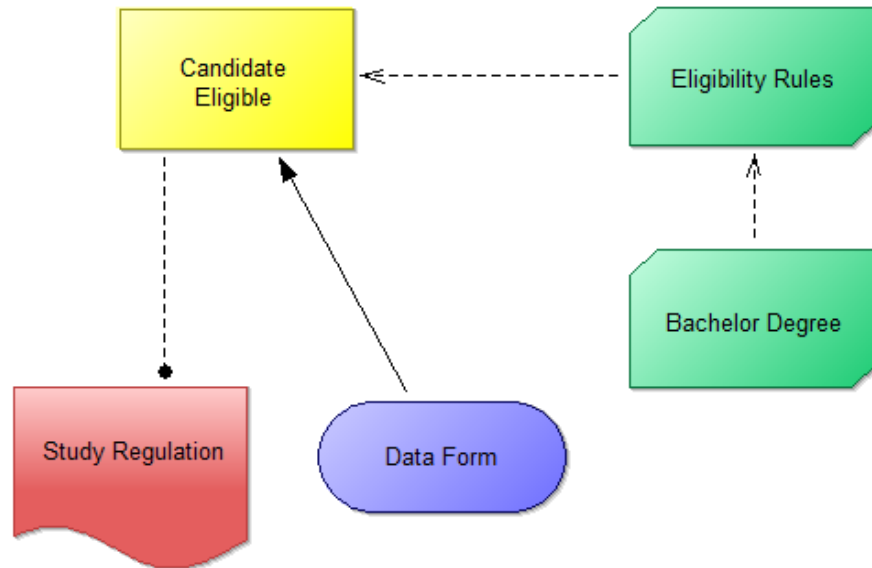 Candidate
Eligible
Eligibility Rules
Bachelor Degree
Study Regulation
Data Form